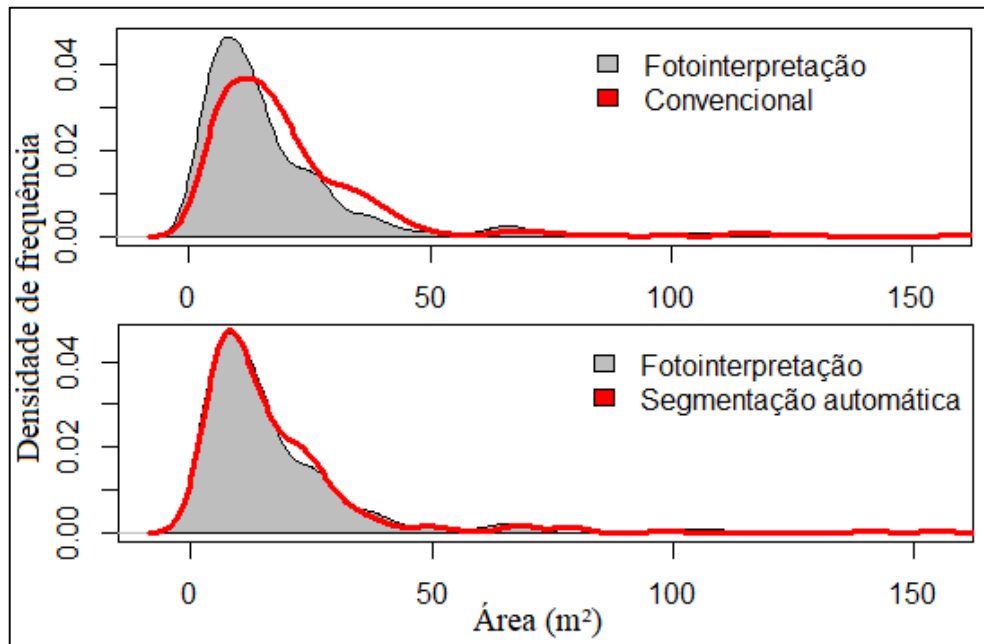 Densidade de frequência
0.04
0.02
0.00
Fotointerpretação
Convencional
0 50 100 150
0.04
0.02
0.00
Fotointerpretação
Segmentação automática
0 50 100 150
Área (m²)